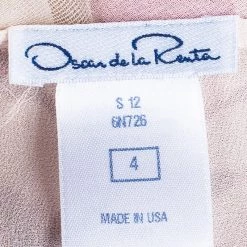 Oscar de la Renta
S 12
6N726
4
MADE IN USA